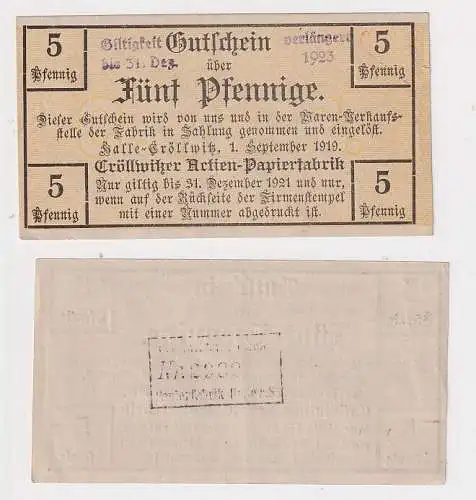 5 Pfennig
Giltigkeit verlängert
bis 31. Dez. 1923
Gutschein
über
Fünf Pfennige.
5 Pfennig
Dieser Gutschein wird von uns und in der Waren-Verkaufs-
stelle der Fabrik in Zahlung genommen und eingelöst.
Halle-Cröllwitz, 1. September 1919.
Cröllwitzer Actien-Papierfabrik
5 Pfennig
Nur giltig bis 31. Dezember 1921 und nur,
wenn auf der Rückseite der Firmenstempel
mit einer Nummer abgedruckt ist.
5 Pfennig
Papierfabrik